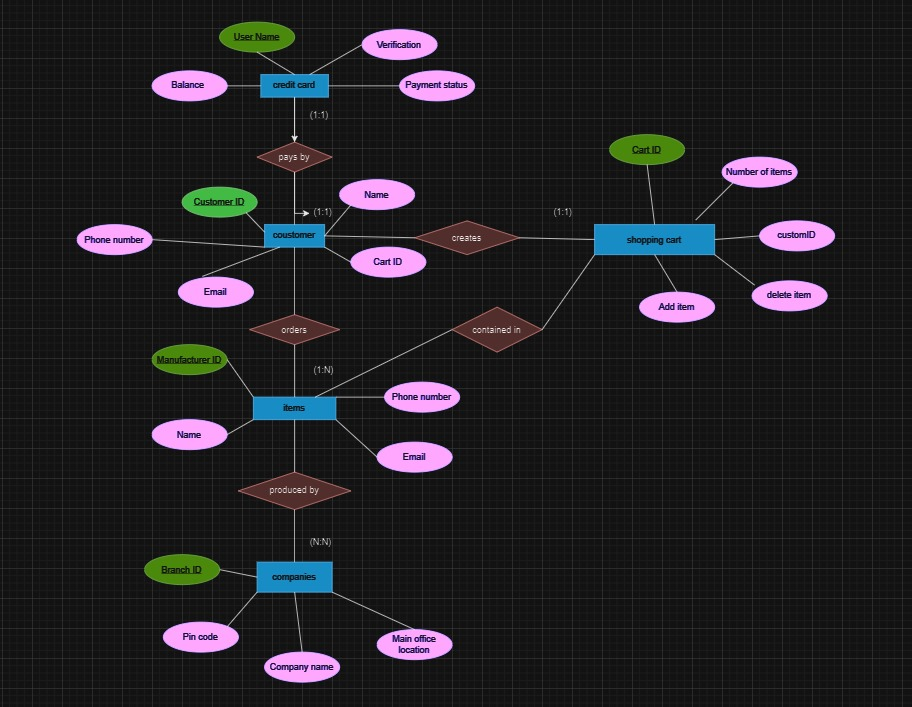 User Name
Verification
Balance
credit card
Payment status
(1:1)
pays by
Cart ID
Number of items
Customer ID
Name
(1:1)
(1:1)
Phone number
coustomer
creates
shopping cart
customID
Cart ID
Email
delete item
Add item
orders
contained in
Manufacturer ID
(1:N)
Phone number
items
Name
Email
produced by
(N:N)
Branch ID
companies
Pin code
Main office
location
Company name